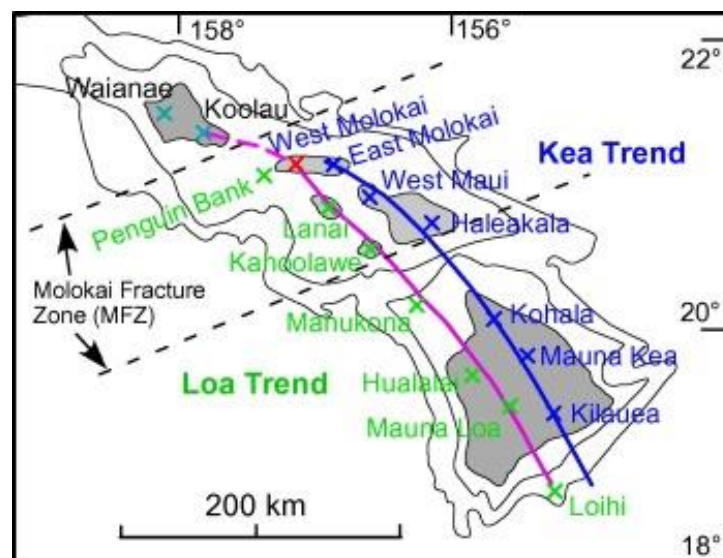 158°
156°
22°
Waianae
Koolau
West Molokai
East Molokai
Kea Trend
West Maui
Penguin Bank
Haleakala
Lanai
Kahoolawe
Molokai Fracture
Zone (MFZ)
Manukona
Kohala
20°
Mauna Kea
Loa Trend
Hualalai
Mauna Loa
Kilauea
200 km
Loihi
18°